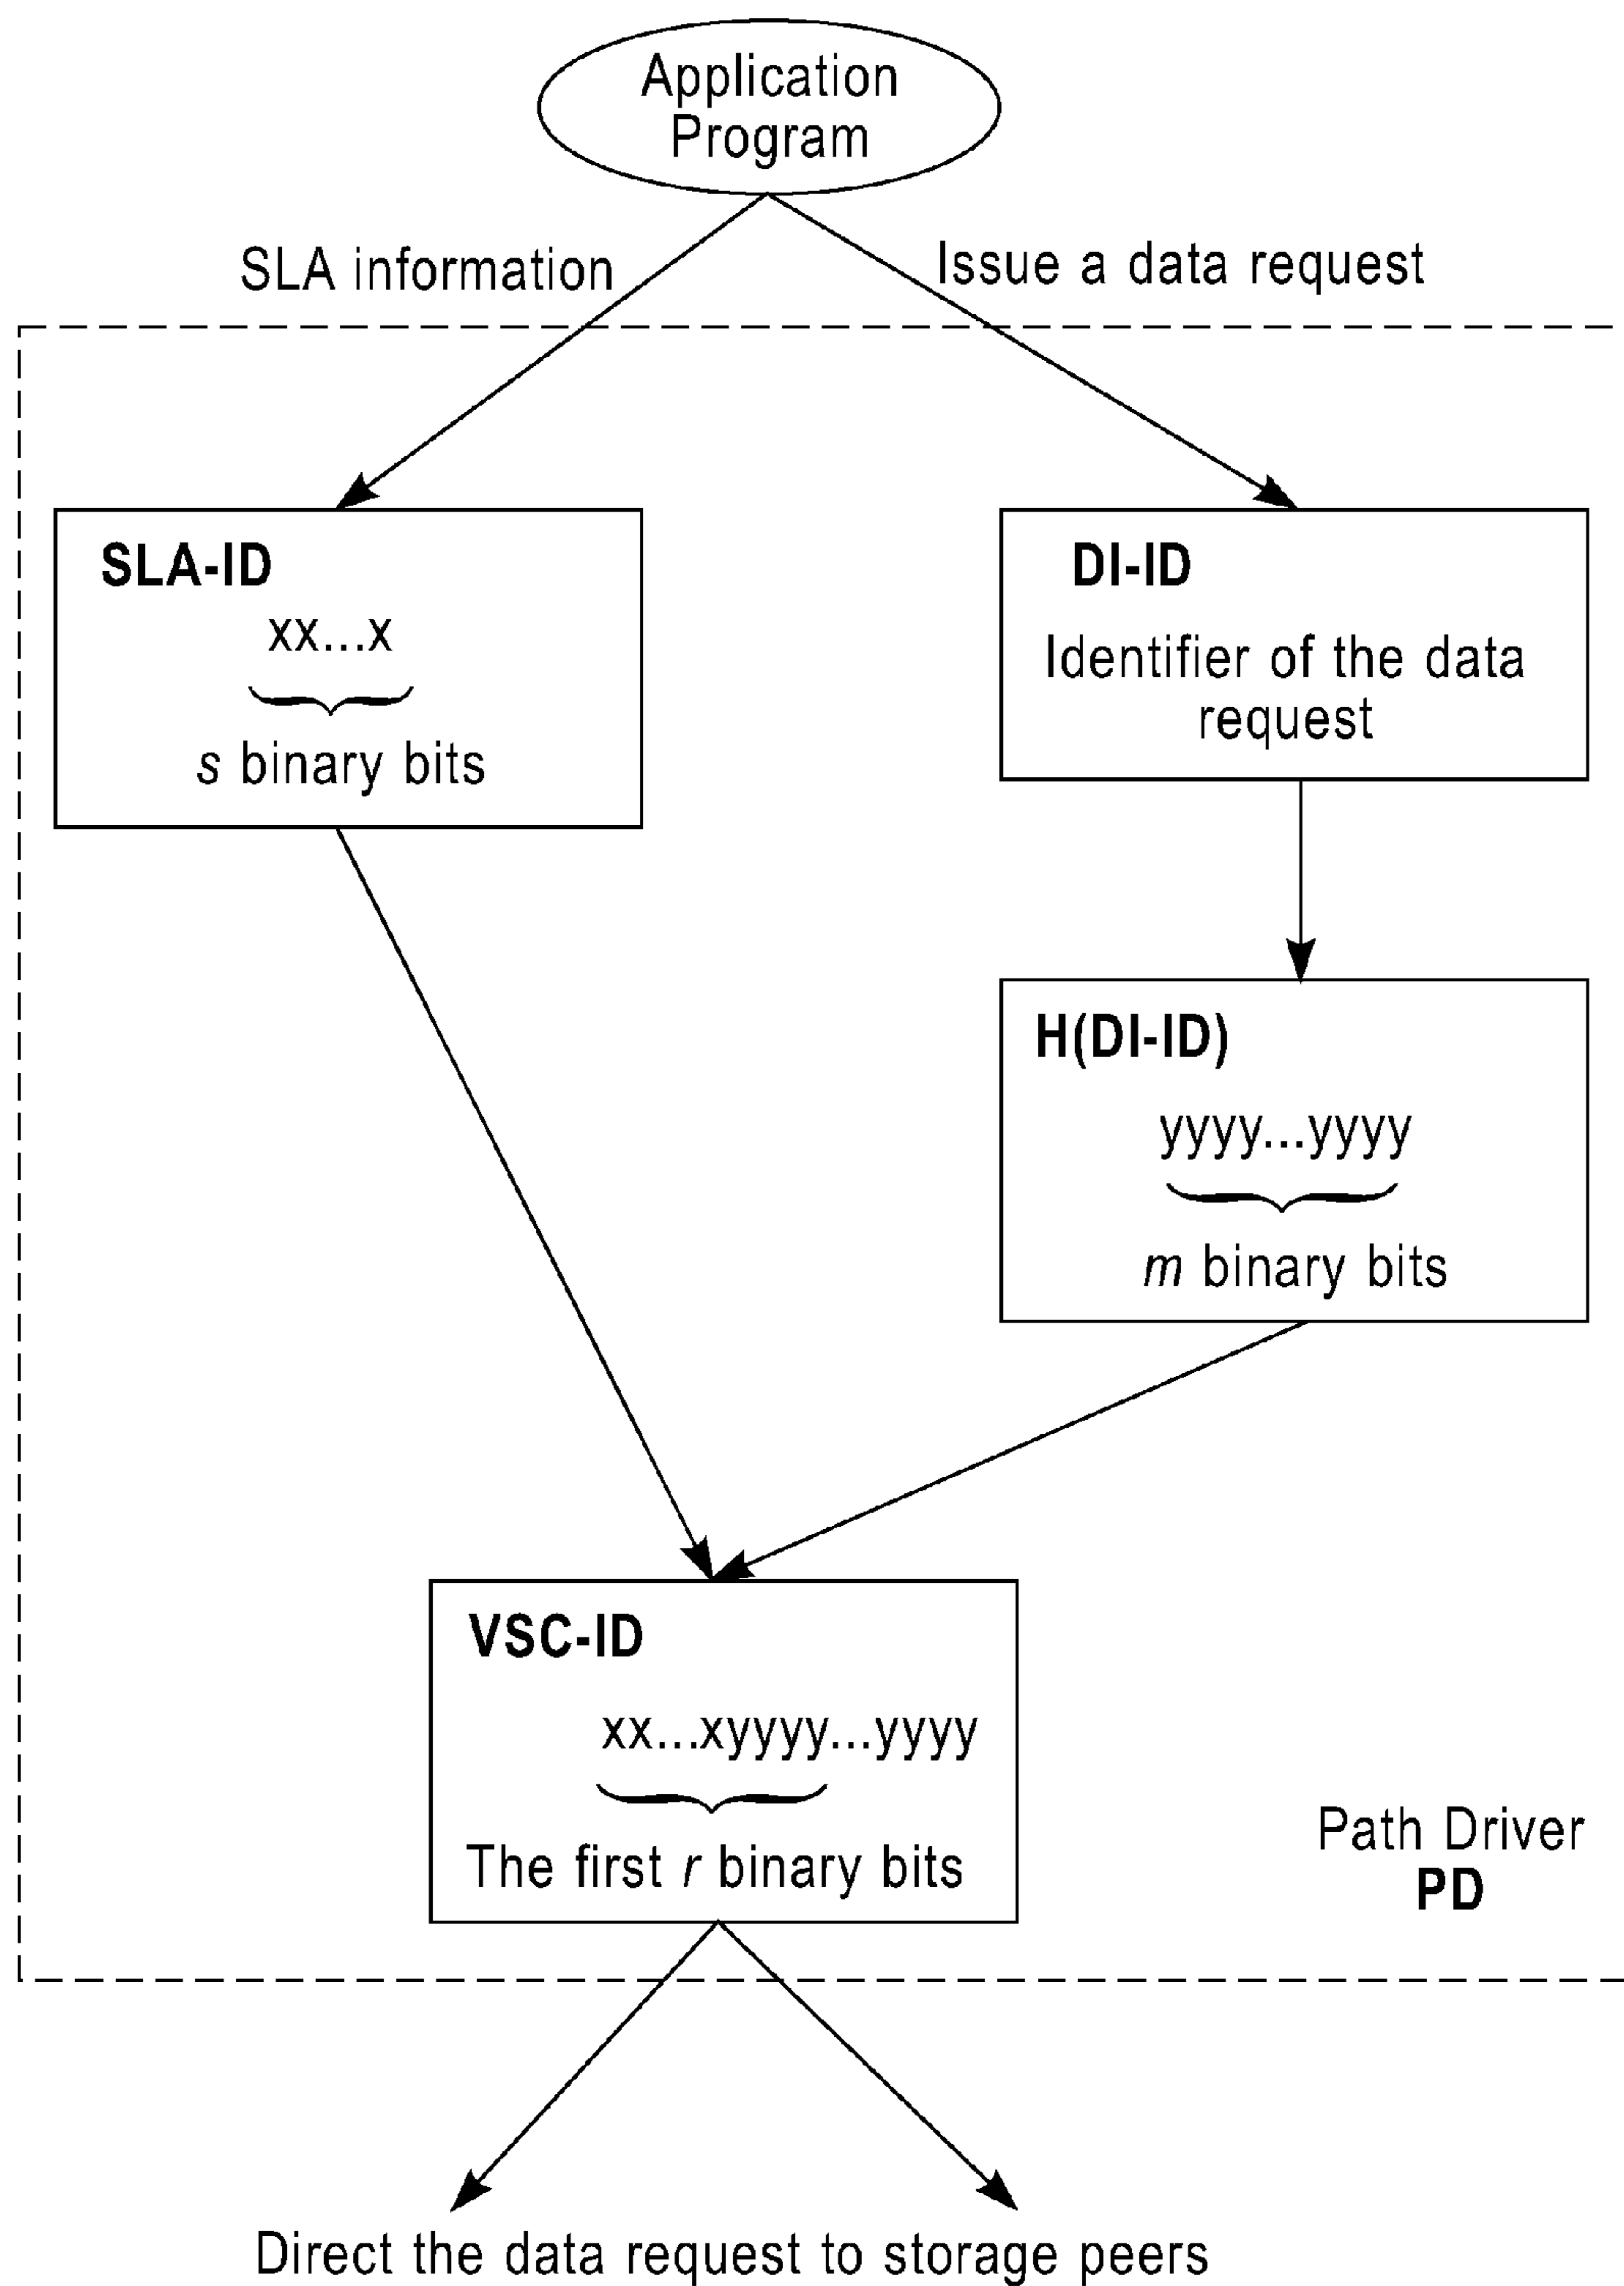 Application
Program
SLA information
Issue a data request
SLA-ID
xx...x
s binary bits
DI-ID
Identifier of the data
request
H(DI-ID)
yyyy...yyyy
m binary bits
VSC-ID
xx...xyyyy...yyyy
The first r binary bits
Path Driver
PD
Direct the data request to storage peers